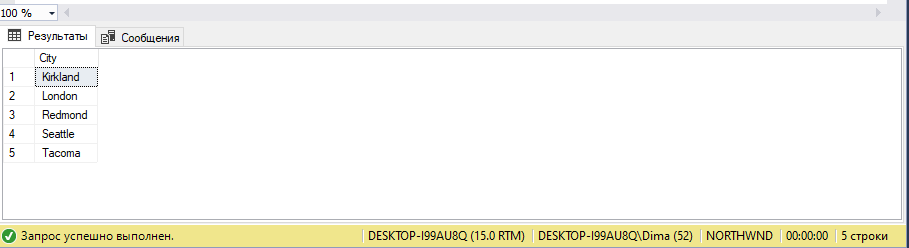 100 %
Результаты Сообщения
City
1 Kirkland
2 London
3 Redmond
4 Seattle
5 Tacoma
Запрос успешно выполнен. DESKTOP-I99AU8Q (15.0 RTM) DESKTOP-I99AU8Q\Dima (52) NORTHWND 00:00:00 5 строки